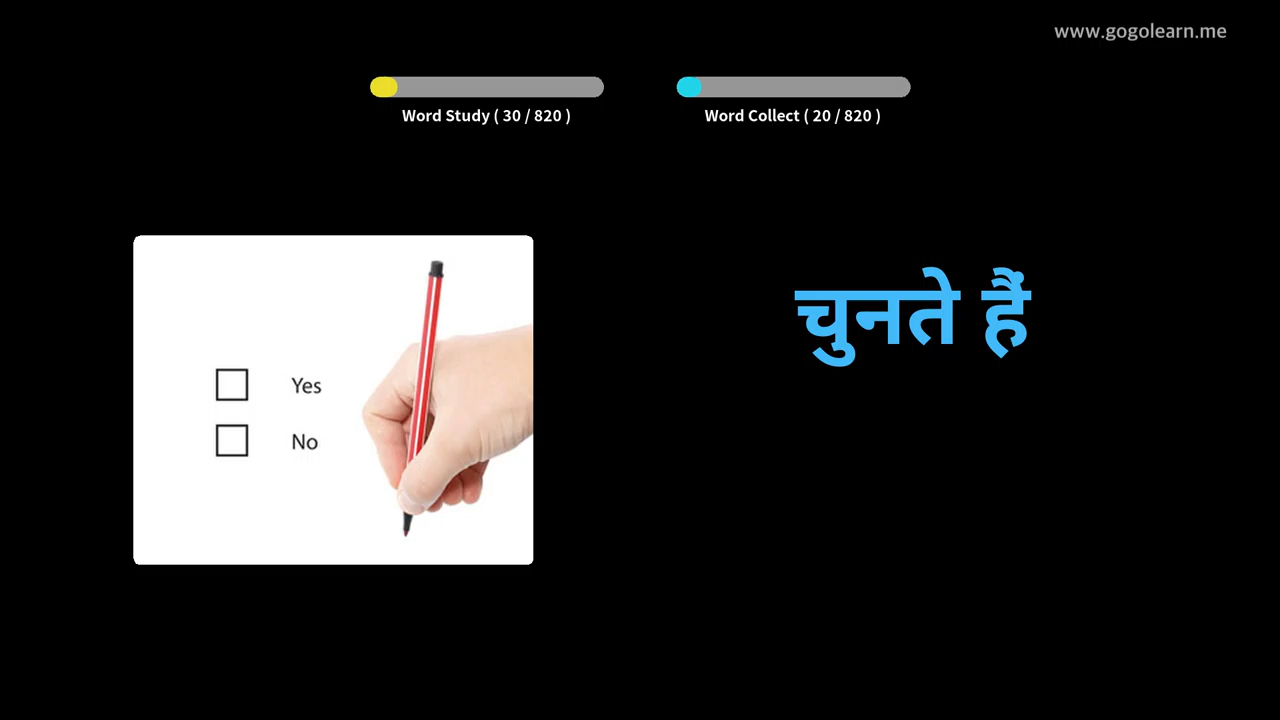 www.gogolearn.me
Word Study ( 30 / 820 )
Word Collect ( 20 / 820 )
Yes
No
चुनते हैं